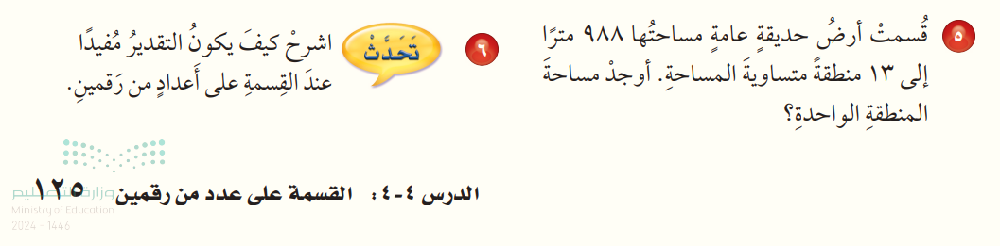 ٥ قُسمتْ أرضُ حديقةٍ عامةٍ مساحتُها ٩٨٨ مترًا
إلى ١٣ منطقةً متساويةَ المساحةِ. أوجدْ مساحةَ
المنطقةِ الواحدةِ؟
٦ تَحَدَّثْ اشرحْ كيفَ يكونُ التقديرُ مُفيدًا
عندَ القِسمةِ على أَعدادٍ من رَقمينِ.
الدرس ٤-٤: القسمة على عدد من رقمين ١٢٥
وزارة التعليم
Ministry of Education
2024 - 1446